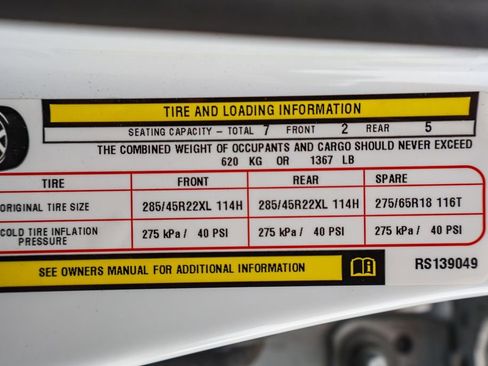 TIRE AND LOADING INFORMATION
SEATING CAPACITY – TOTAL 7 FRONT 2 REAR 5
THE COMBINED WEIGHT OF OCCUPANTS AND CARGO SHOULD NEVER EXCEED
620 KG OR 1367 LB
TIRE FRONT REAR SPARE
ORIGINAL TIRE SIZE 285/45R22XL 114H 285/45R22XL 114H 275/65R18 116T
COLD TIRE INFLATION PRESSURE 275 kPa / 40 PSI 275 kPa / 40 PSI 275 kPa / 40 PSI
SEE OWNERS MANUAL FOR ADDITIONAL INFORMATION RS139049